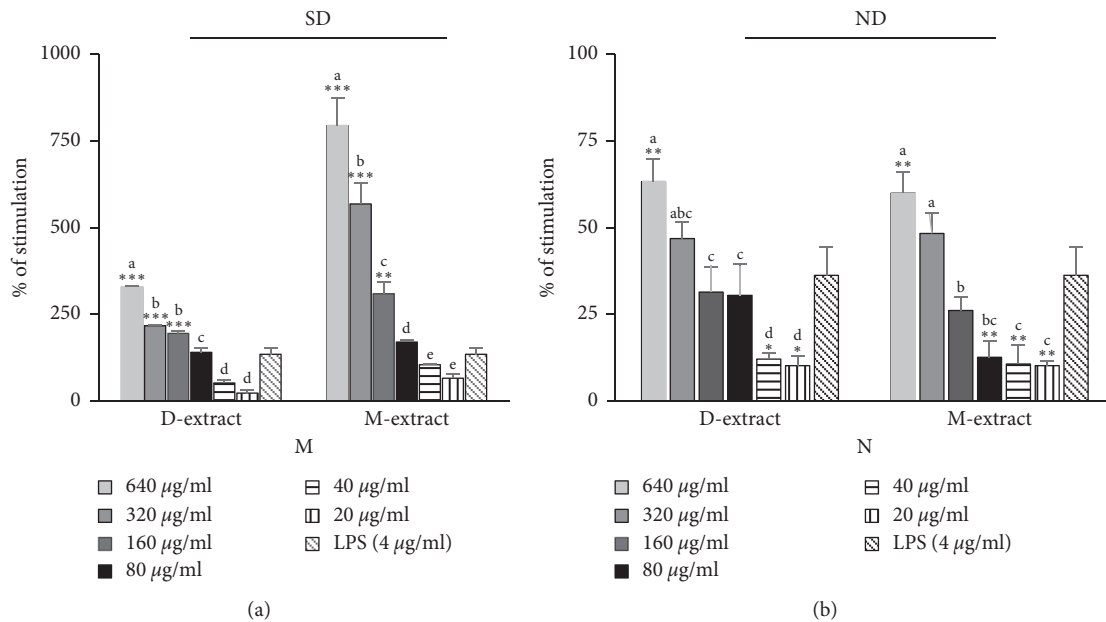 SD
1000
750
500
250
0
% of stimulation
a
***
b
***
b
***
c
d
d
a
***
b
***
c
**
d
e
e
D-extract
M-extract
M
640 μg/ml
320 μg/ml
160 μg/ml
80 μg/ml
40 μg/ml
20 μg/ml
LPS (4 μg/ml)
(a)
ND
100
75
50
25
0
% of stimulation
a
**
abc
c
c
d
*
d
*
a
**
a
b
bc
**
c
**
c
**
D-extract
M-extract
N
640 μg/ml
320 μg/ml
160 μg/ml
80 μg/ml
40 μg/ml
20 μg/ml
LPS (4 μg/ml)
(b)